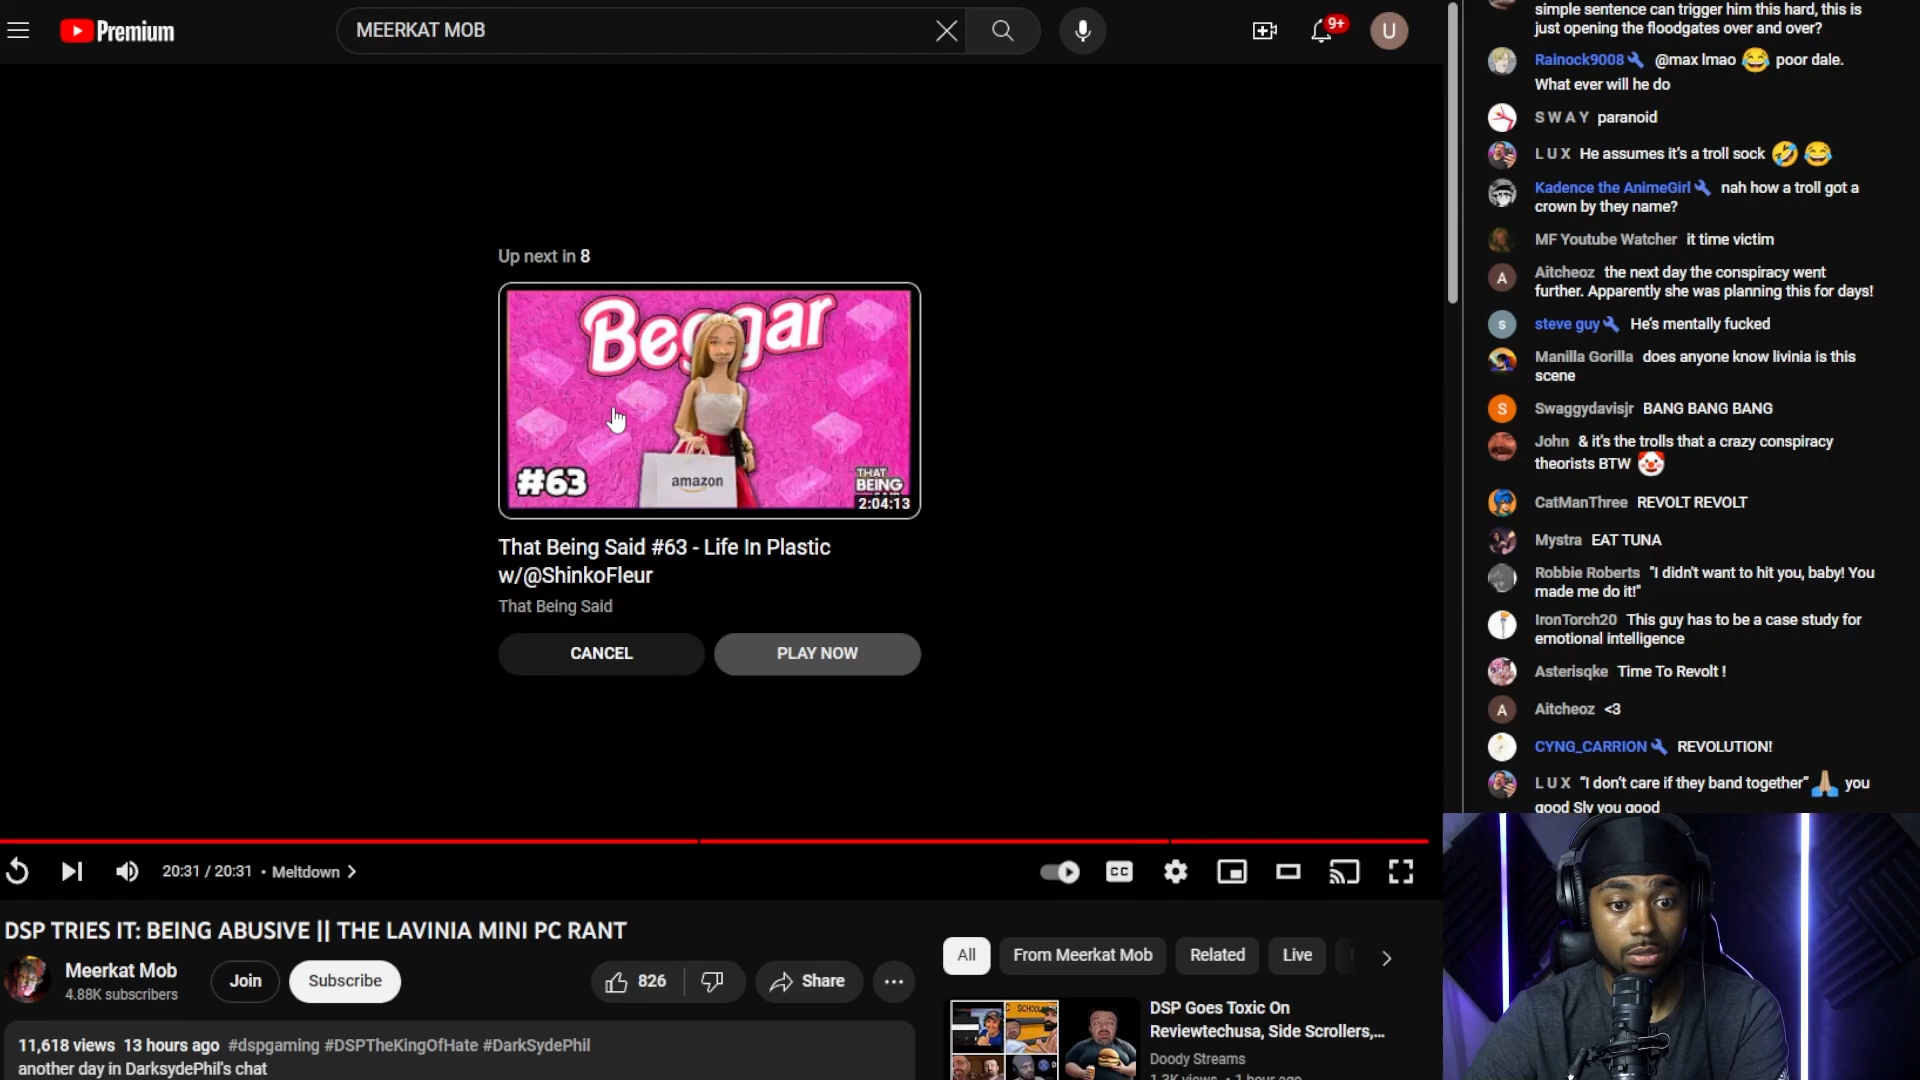 Premium
MEERKAT MOB
9+
U
Up next in 8
Beggar
amazon
#63
THAT
BEING
2:04:13
That Being Said #63 - Life In Plastic
w/@ShinkoFleur
That Being Said
CANCEL
PLAY NOW
20:31 / 20:31 • Meltdown
CC
DSP TRIES IT: BEING ABUSIVE || THE LAVINIA MINI PC RANT
Meerkat Mob
4.88K subscribers
Join
Subscribe
826
Share
11,618 views 13 hours ago #dspgaming #DSPTheKingOfHate #DarkSydePhil
another day in DarksydePhil's chat
All
From Meerkat Mob
Related
Live
DSP Goes Toxic On
Reviewtechusa, Side Scrollers,...
Doody Streams
1.3K views • 1 hour ago
simple sentence can trigger him this hard, this is
just opening the floodgates over and over?
Rainock9008 @max lmao 😂 poor dale.
What ever will he do
S W A Y paranoid
L U X He assumes it's a troll sock 🤣 😂
Kadence the AnimeGirl nah how a troll got a
crown by they name?
MF Youtube Watcher it time victim
A
Aitcheoz the next day the conspiracy went
further. Apparently she was planning this for days!
s
steve guy He's mentally fucked
Manilla Gorilla does anyone know livinia is this
scene
S
Swaggydavisjr BANG BANG BANG
John & it's the trolls that a crazy conspiracy
theorists BTW 🤡
CatManThree REVOLT REVOLT
Mystra EAT TUNA
Robbie Roberts "I didn't want to hit you, baby! You
made me do it!"
IronTorch20 This guy has to be a case study for
emotional intelligence
Asterisqke Time To Revolt !
A
Aitcheoz <3
CYNG_CARRION REVOLUTION!
L U X "I don't care if they band together" 🙏🏽 you
good Sly you good